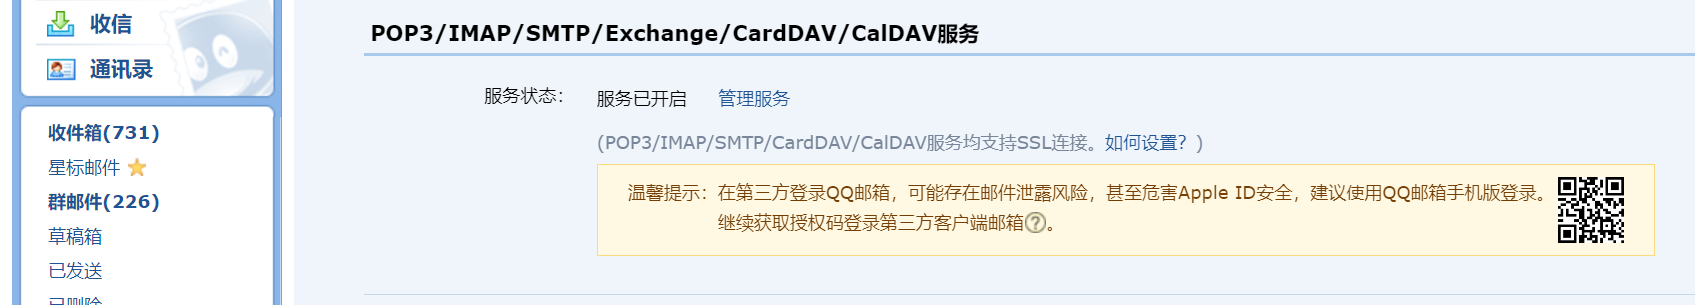 收信
通讯录
收件箱(731)
星标邮件
群邮件(226)
草稿箱
已发送
已删除
POP3/IMAP/SMTP/Exchange/CardDAV/CalDAV服务
服务状态： 服务已开启 管理服务
(POP3/IMAP/SMTP/CardDAV/CalDAV服务均支持SSL连接。如何设置？)
温馨提示：在第三方登录QQ邮箱，可能存在邮件泄露风险，甚至危害Apple ID安全，建议使用QQ邮箱手机版登录。
继续获取授权码登录第三方客户端邮箱?。